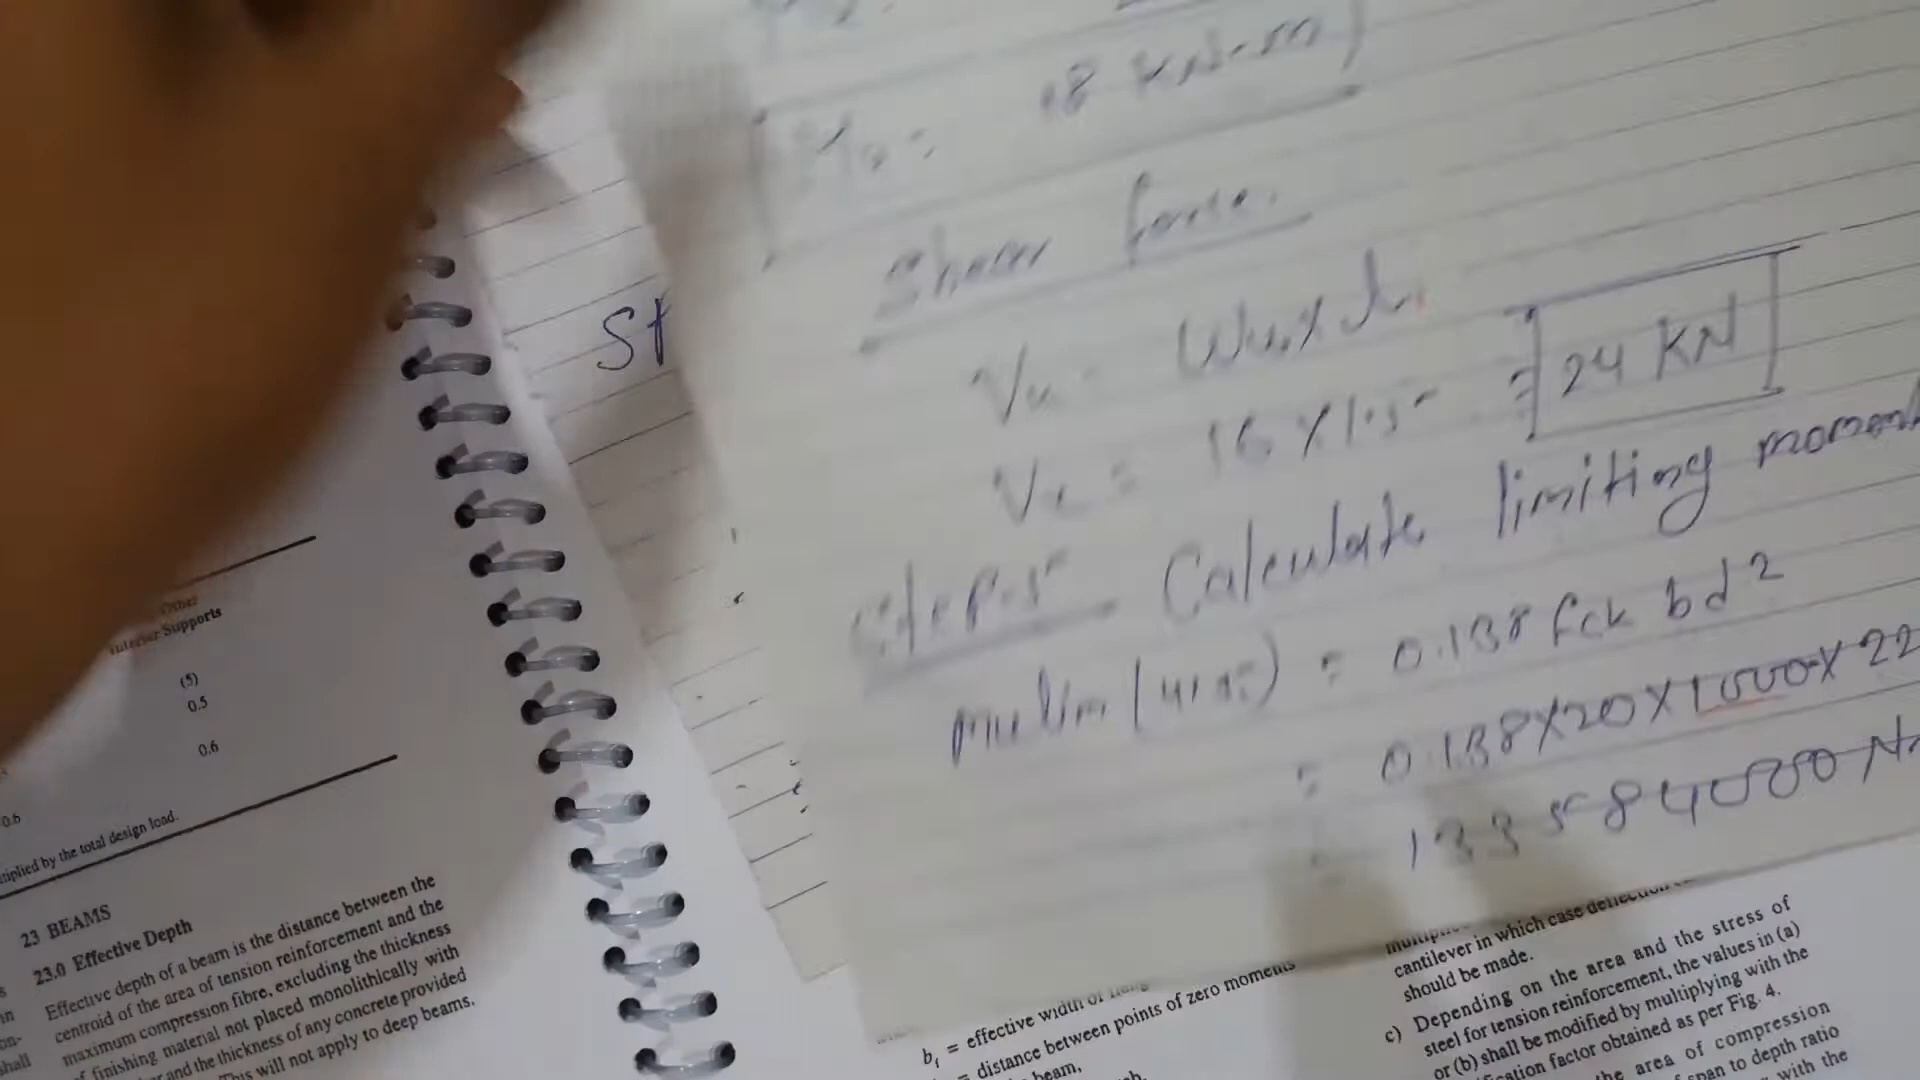 18 KN-m
Shear force.
Vu = Wu x l
Vu = 16 X 1.5 = 24 KN
Step-5 Calculate limiting moment
Mulim (415) = 0.138 fck bd2
= 0.138X20X1000X22
= 133584000 N
St
Other
Interior Supports
(5)
0.5
0.6
0.6
by the total design load.
23 BEAMS
23.0 Effective Depth
Effective depth of a beam is the distance between the
centroid of the area of tension reinforcement and the
maximum compression fibre, excluding the thickness
of finishing material not placed monolithically with
and the thickness of any concrete provided
This will not apply to deep beams.
shall
bf = effective width of
= distance between points of zero moments
beam,
cantilever in which case deflection
should be made.
c) Depending on the area and the stress of
steel for tension reinforcement, the values in (a)
or (b) shall be modified by multiplying with the
factor obtained as per Fig. 4.
the area of compression
span to depth ratio
with the